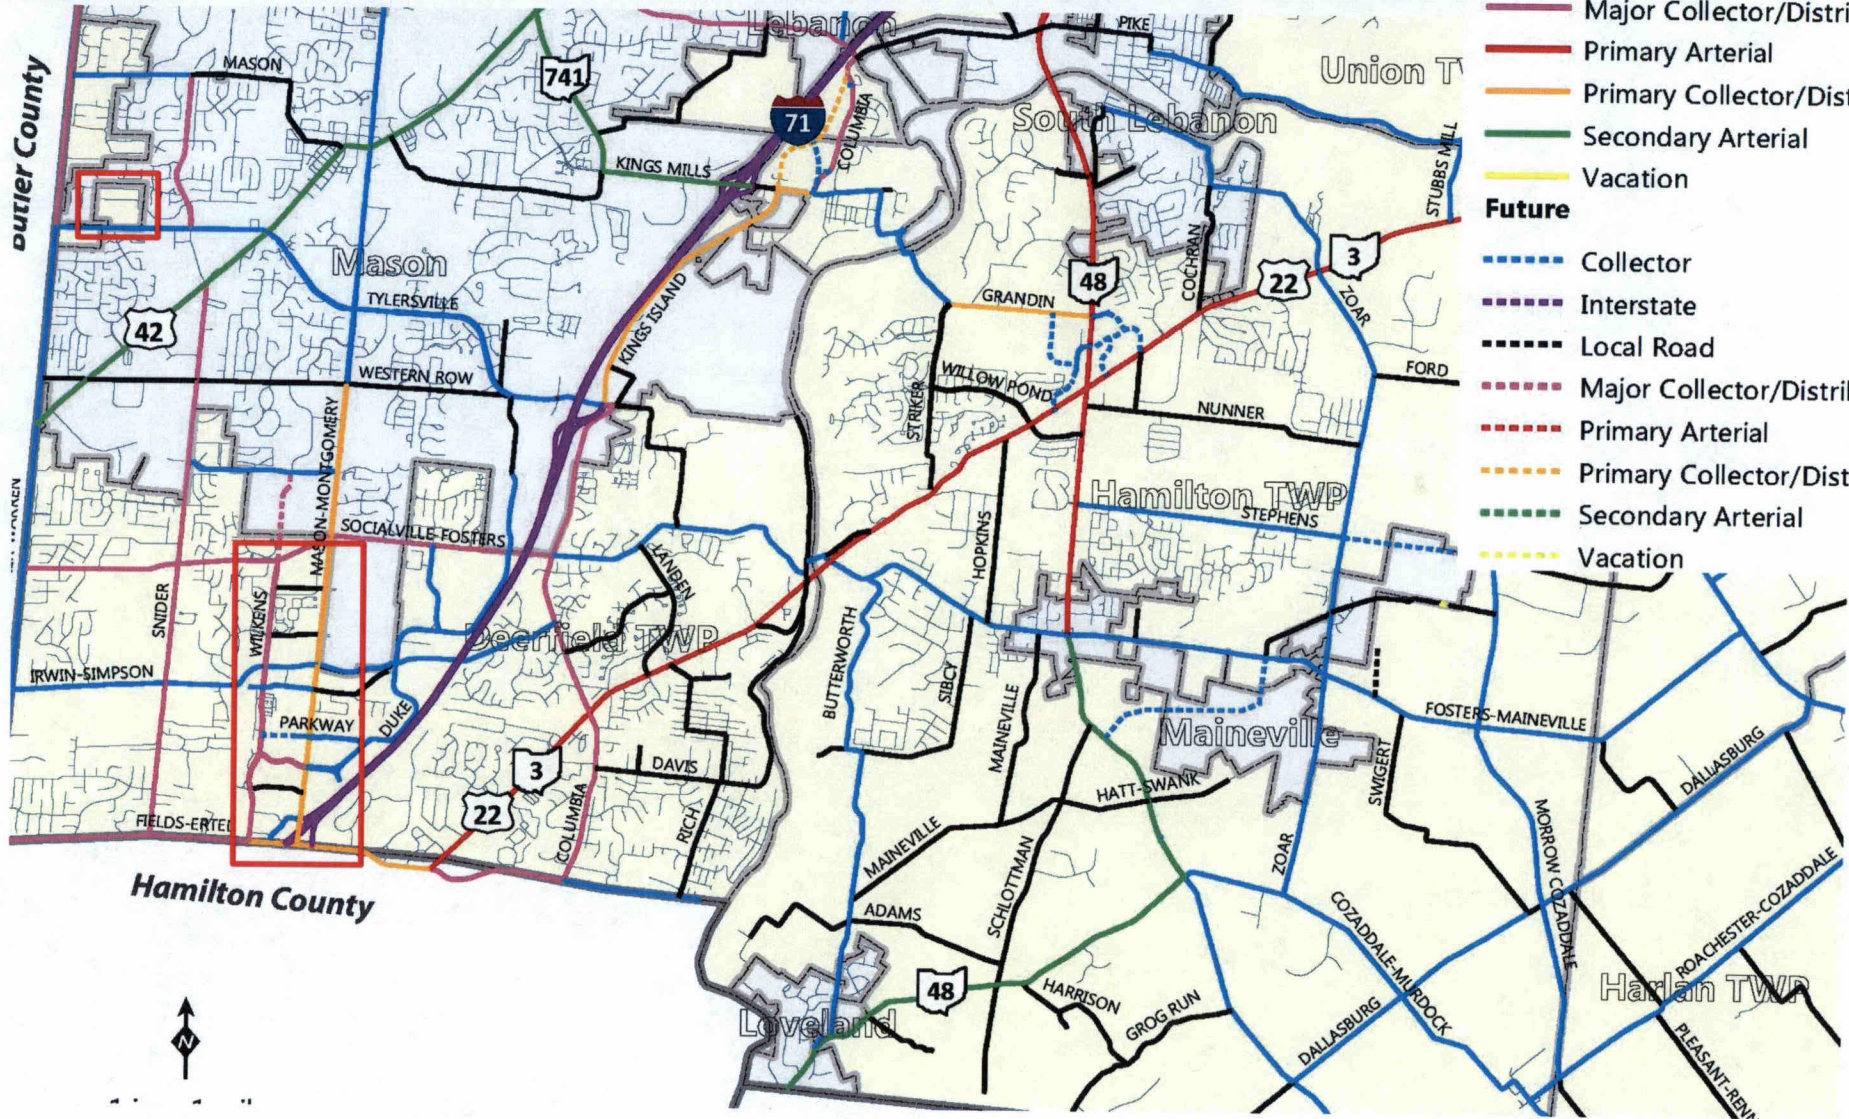 Lebanon
PIKE
MASON
741
Union TW
71
COLUMBIA
South Lebanon
KINGS MILLS
STUBBS MILL
Butler County
COCHRAN
3
Mason
48
22
TYLERSVILLE
KINGS ISLAND
GRANDIN
ZOAR
42
WESTERN ROW
WILLOW POND
FORD
STRIKER
NUNNER
MASON-MONTGOMERY
Hamilton TWP
STEPHENS
SOCIALVILLE-FOSTERS
HOPKINS
LANDEN
SNIDER
WILKENS
Deerfield TWP
BUTTERWORTH
IRWIN-SIMPSON
SIBCY
MAINEVILLE
PARKWAY
DUKE
Maineville
FOSTERS-MAINEVILLE
3
DAVIS
SWIGERT
DALLASBURG
22
HATT-SWANK
FIELDS-ERTEL
COLUMBIA
RICH
MAINEVILLE
ZOAR
MORROW COZADDALE
Hamilton County
SCHLOTTMAN
ADAMS
COZADDALE-MURDOCK
ROACHESTER-COZADDALE
48
HARRISON
GROG RUN
Harlan TWP
Loveland
DALLASBURG
PLEASANT-RENN
N
Major Collector/Distri
Primary Arterial
Primary Collector/Dist
Secondary Arterial
Vacation
Future
Collector
Interstate
Local Road
Major Collector/Distri
Primary Arterial
Primary Collector/Dist
Secondary Arterial
Vacation